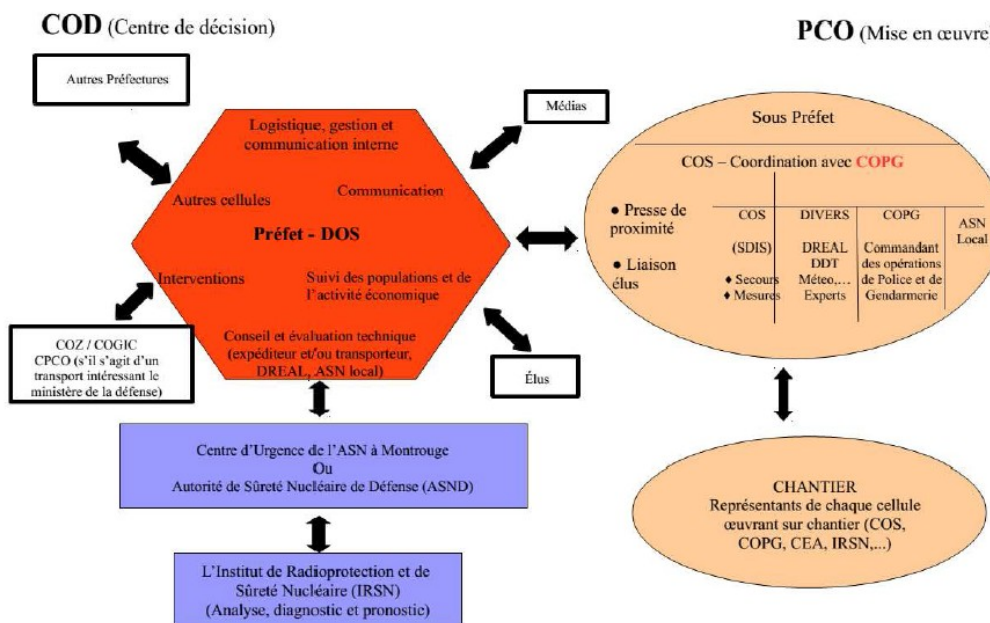 COD (Centre de décision)
PCO (Mise en œuvre)
Autres Préfectures
Médias
Logistique, gestion et
communication interne
Communication
Autres cellules
Préfet - DOS
Interventions
Suivi des populations et de
l'activité économique
Conseil et évaluation technique
(expéditeur et/ou transporteur,
DREAL, ASN local)
COZ / COGIC
CPCO (s'il s'agit d'un
transport intéressant le
ministère de la défense)
Élus
Centre d'Urgence de l'ASN à Montrouge
Ou
Autorité de Sûreté Nucléaire de Défense (ASND)
L'Institut de Radioprotection et de
Sûreté Nucléaire (IRSN)
(Analyse, diagnostic et pronostic)
Sous Préfet
COS – Coordination avec COPG
● Presse de
proximité
● Liaison
élus
COS
(SDIS)
♦ Secours
♦ Mesures
DIVERS
DREAL
DDT
Méteo,...
Experts
COPG
Commandant
des opérations
de Police et de
Gendarmerie
ASN
Local
CHANTIER
Représentants de chaque cellule
œuvrant sur chantier (COS,
COPG, CEA, IRSN,...)